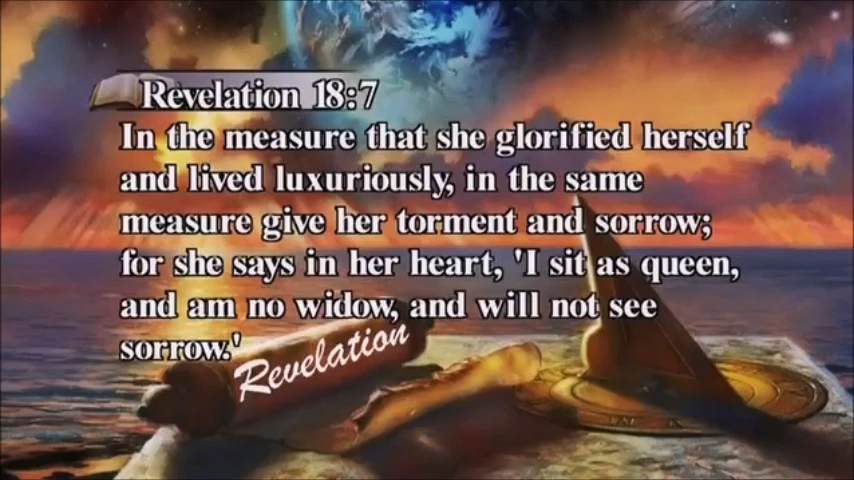 Revelation 18:7
In the measure that she glorified herself
and lived luxuriously, in the same
measure give her torment and sorrow;
for she says in her heart, 'I sit as queen,
and am no widow, and will not see
sorrow.'
Revelation